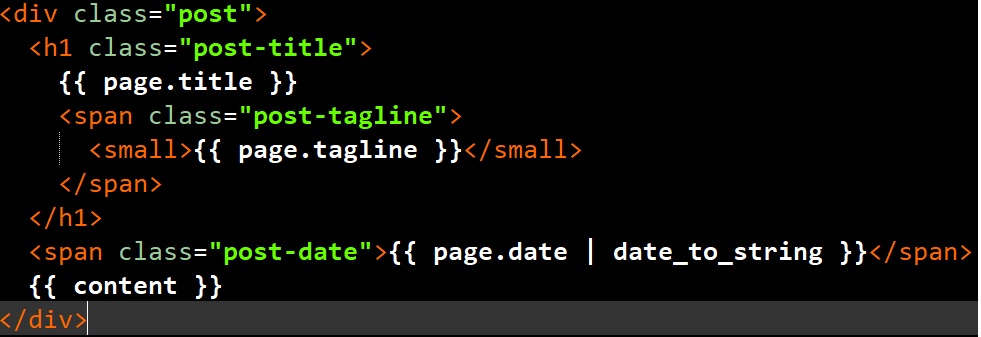 <div class="post">
  <h1 class="post-title">
    {{ page.title }}
    <span class="post-tagline">
      <small>{{ page.tagline }}</small>
    </span>
  </h1>
  <span class="post-date">{{ page.date | date_to_string }}</span>
  {{ content }}
</div>